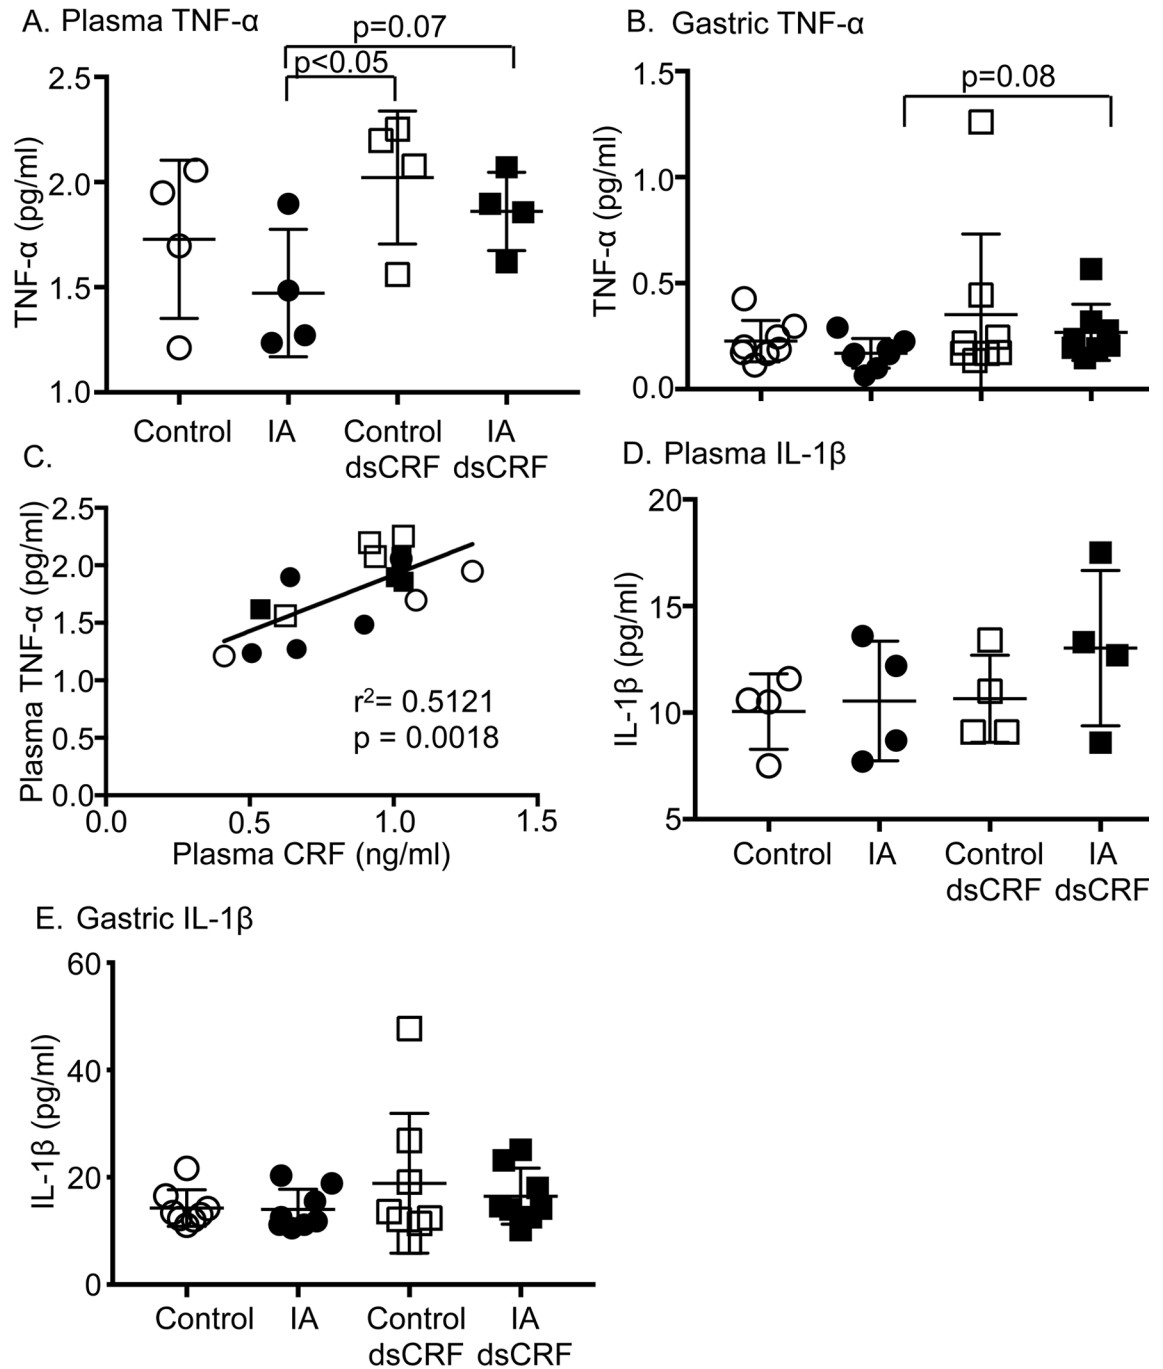 A. Plasma TNF-α
p=0.07
p<0.05
2.5
2.0
1.5
1.0
TNF-α (pg/ml)
Control
IA
Control
dsCRF
IA
dsCRF
B. Gastric TNF-α
p=0.08
1.5
1.0
0.5
0.0
TNF-α (pg/ml)
C.
2.5
2.0
1.5
1.0
0.5
0.0
Plasma TNF-α (pg/ml)
r²= 0.5121
p = 0.0018
0.0
0.5
1.0
1.5
Plasma CRF (ng/ml)
D. Plasma IL-1β
20
15
10
5
IL-1β (pg/ml)
Control
IA
Control
dsCRF
IA
dsCRF
E. Gastric IL-1β
60
40
20
0
IL-1β (pg/ml)
Control
IA
Control
dsCRF
IA
dsCRF